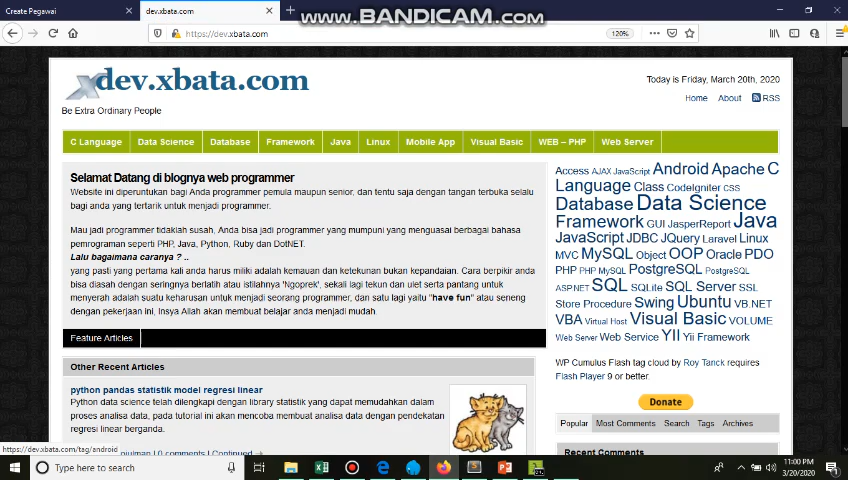 Create Pegawai
dev.xbata.com
www.BANDICAM.com
https://dev.xbata.com
120%
dev.xbata.com
Be Extra Ordinary People
Today is Friday, March 20th, 2020
Home About RSS
C Language Data Science Database Framework Java Linux Mobile App Visual Basic WEB – PHP Web Server
Selamat Datang di blognya web programmer
Website ini diperuntukan bagi Anda programmer pemula maupun senior, dan tentu saja dengan tangan terbuka selalu
bagi anda yang tertarik untuk menjadi programmer.
Mau jadi programmer tidaklah susah, Anda bisa jadi programmer yang mumpuni yang menguasai berbagai bahasa
pemrograman seperti PHP, Java, Python, Ruby dan DotNET.
Lalu bagaimana caranya ? ..
yang pasti yang pertama kali anda harus miliki adalah kemauan dan ketekunan bukan kepandaian. Cara berpikir anda
bisa diasah dengan seringnya berlatih atau istilahnya 'Ngoprek', sekali lagi tekun dan ulet serta pantang untuk
menyerah adalah suatu keharusan untuk menjadi seorang programmer, dan satu lagi yaitu "have fun" atau seneng
dengan pekerjaan ini, Insya Allah akan membuat belajar anda menjadi mudah.
Feature Articles
Other Recent Articles
python pandas statistik model regresi linear
Python data science telah dilengkapi dengan library statistik yang dapat memudahkan dalam
proses analisa data, pada tutorial ini akan mencoba membuat analisa data dengan pendekatan
regresi linear berganda.
| 0 comments | Continued
https://dev.xbata.com/tag/android
Access AJAX JavaScript Android Apache C
Language Class CodeIgniter CSS
Database Data Science
Framework GUI JasperReport Java
JavaScript JDBC JQuery Laravel Linux
MVC MySQL Object OOP Oracle PDO
PHP PHP MySQL PostgreSQL PostgreSQL
ASP.NET SQL SQLite SQL Server SSL
Store Procedure Swing Ubuntu VB.NET
VBA Virtual Host Visual Basic VOLUME
Web Server Web Service YII Yii Framework
WP Cumulus Flash tag cloud by Roy Tanck requires
Flash Player 9 or better.
Donate
Popular Most Comments Search Tags Archives
Recent Comments
Type here to search
11:00 PM
3/20/2020